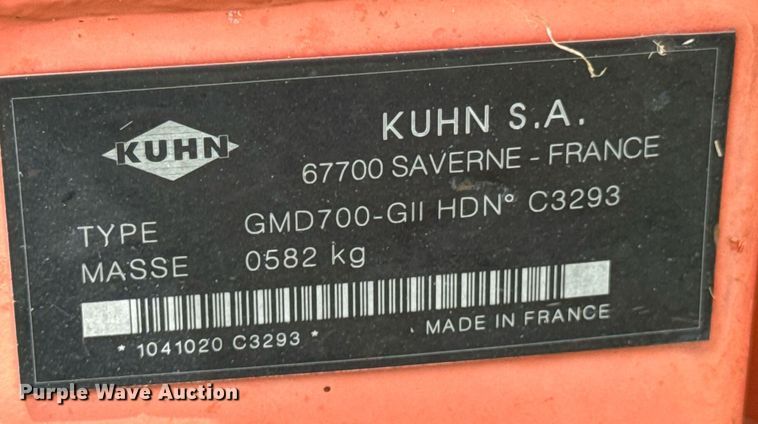 KUHN
KUHN S.A.
67700 SAVERNE - FRANCE
TYPE GMD700-GII HDN° C3293
MASSE 0582 kg
* 1041020 C3293 *
MADE IN FRANCE
Purple Wave Auction